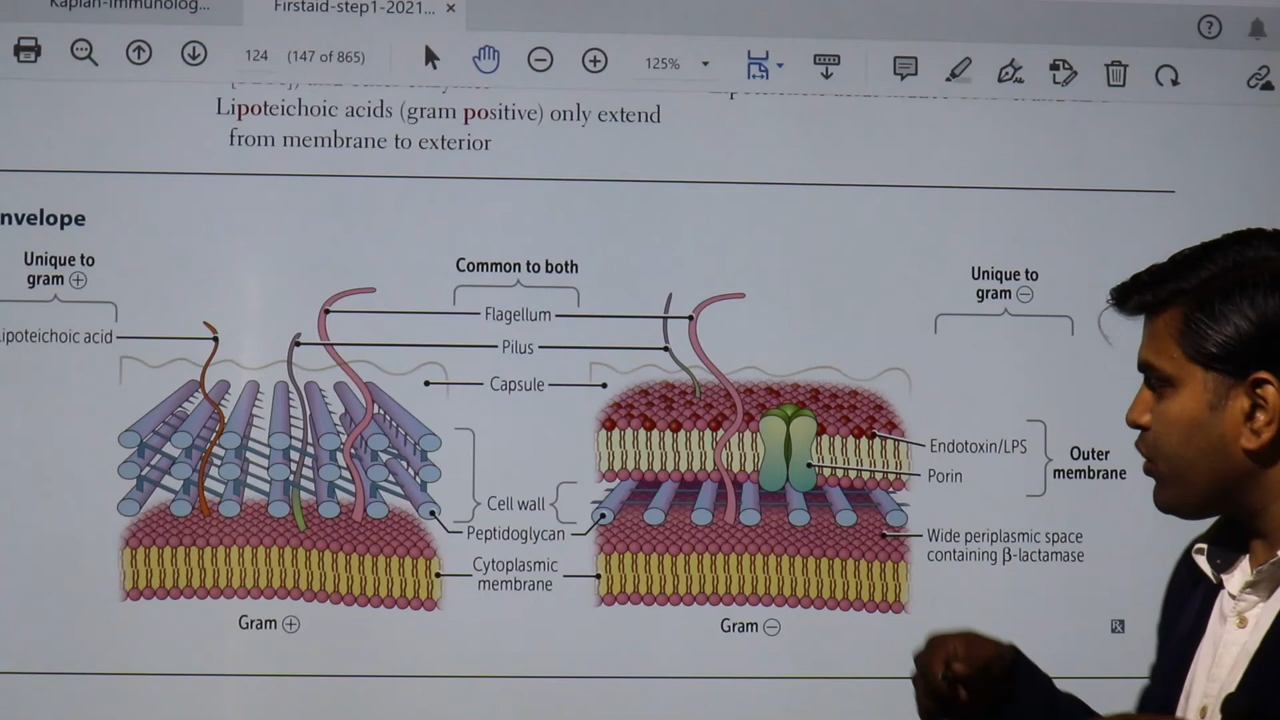 Kaplan-Immunolog...
Firstaid-step1-2021... ×
124 (147 of 865)
125%
Lipoteichoic acids (gram positive) only extend
from membrane to exterior
nvelope
Unique to
gram ⊕
Common to both
Unique to
gram ⊖
Flagellum
ipoteichoic acid
Pilus
Capsule
Endotoxin/LPS
Porin
Outer
membrane
Cell wall
Peptidoglycan
Wide periplasmic space
containing β-lactamase
Cytoplasmic
membrane
Gram ⊕
Gram ⊖
Rx